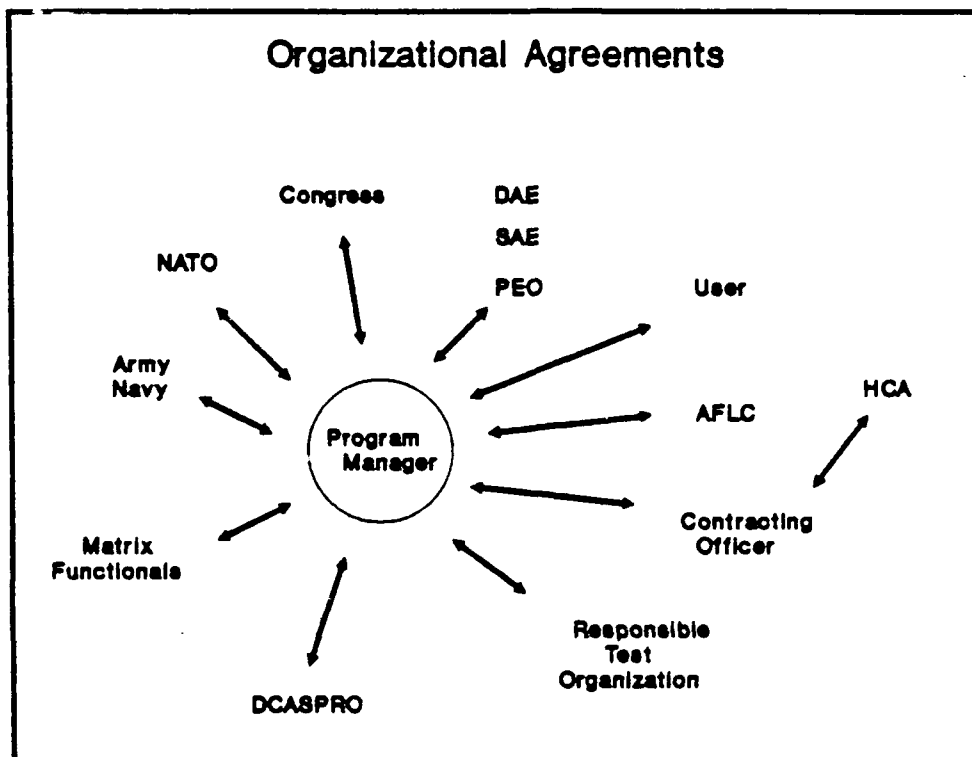 Organizational Agreements
Congress
DAE
SAE
PEO
NATO
User
Army
Navy
HCA
AFLC
Program
Manager
Contracting
Officer
Matrix
Functionals
Responsible
Test
Organization
DCASPRO